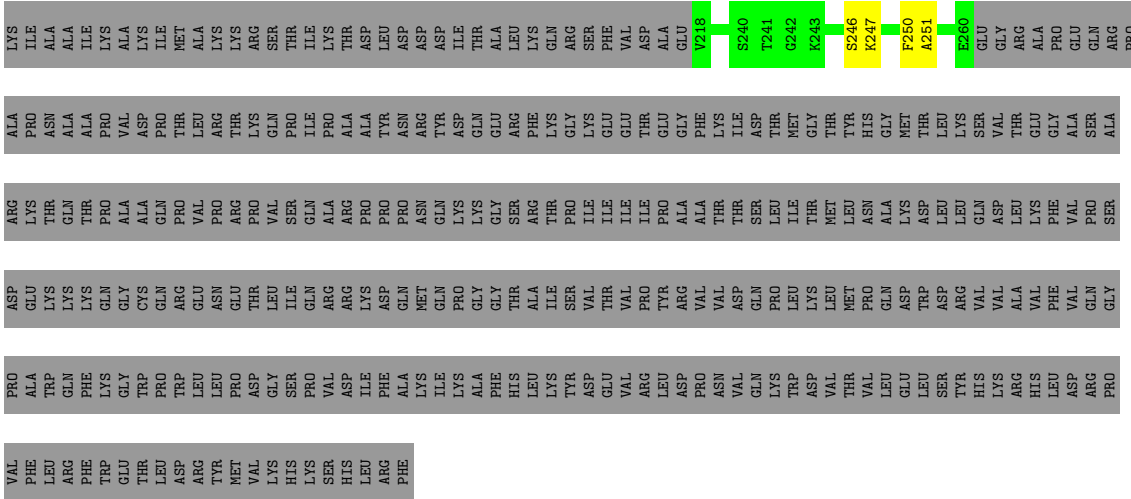 LYS ILE ALA ALA ILE LYS ALA LYS ILE MET ALA LYS LYS ARG SER THR ILE LYS THR ASP LEU ASP ASP ASP ILE THR ALA LEU LYS GLN ARG SER PHE VAL ASP ALA GLU V218 S240 T241 G242 K243 S246 K247 F250 A251 E260 GLU GLY ARG ALA PRO GLU GLN ARG PRO
ALA PRO ASN ALA ALA PRO VAL ASP PRO THR LEU ARG THR LYS GLN PRO ILE PRO ALA ALA TYR ASN ARG TYR ASP GLN GLU ARG PHE LYS GLY LYS GLU GLU THR GLU GLY PHE LYS ILE ASP THR MET GLY THR TYR HIS GLY MET THR LEU LYS SER VAL THR GLU GLY ALA SER ALA
ARG LYS THR GLN THR PRO ALA ALA GLN PRO VAL PRO ARG PRO VAL SER GLN ALA ARG PRO PRO PRO ASN GLN LYS LYS GLY SER ARG THR PRO ILE ILE ILE ILE PRO ALA ALA THR THR SER LEU ILE THR MET LEU ASN ALA LYS ASP LEU LEU GLN ASP LEU LYS PHE VAL PRO SER
ASP GLU LYS LYS LYS GLN GLY CYS GLN ARG GLU ASN GLU THR LEU ILE GLN ARG ARG LYS ASP GLN MET GLN PRO GLY GLY THR ALA ILE SER VAL THR VAL PRO TYR ARG VAL VAL ASP GLN PRO LEU LYS LEU MET PRO GLN ASP TRP ASP ARG VAL VAL ALA VAL PHE VAL GLN GLY
PRO ALA TRP GLN PHE LYS GLY TRP PRO TRP LEU LEU PRO ASP GLY SER PRO VAL ASP ILE PHE ALA LYS ILE LYS ALA PHE HIS LEU LYS TYR ASP GLU VAL ARG LEU ASP PRO ASN VAL GLN LYS TRP ASP VAL THR VAL LEU GLU LEU SER TYR HIS LYS ARG HIS LEU ASP ARG PRO
VAL PHE LEU ARG PHE TRP GLU THR LEU ASP ARG TYR MET VAL LYS HIS LYS SER HIS LEU ARG PHE